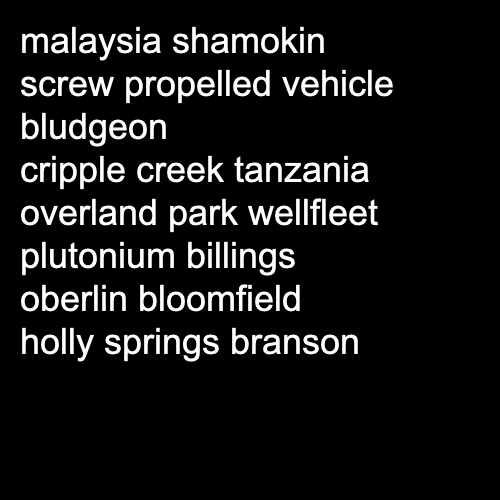 malaysia shamokin
screw propelled vehicle
bludgeon
cripple creek tanzania
overland park wellfleet
plutonium billings
oberlin bloomfield
holly springs branson